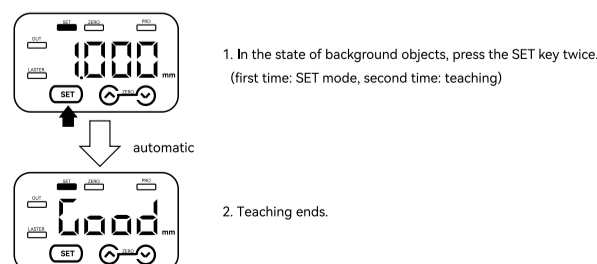 SET ZERO PRO
OUT
1.000
LASTER
mm
SET
ZERO
1. In the state of background objects, press the SET key twice.
(first time: SET mode, second time: teaching)
automatic
SET ZERO PRO
OUT
Good
LASTER
mm
SET
ZERO
2. Teaching ends.